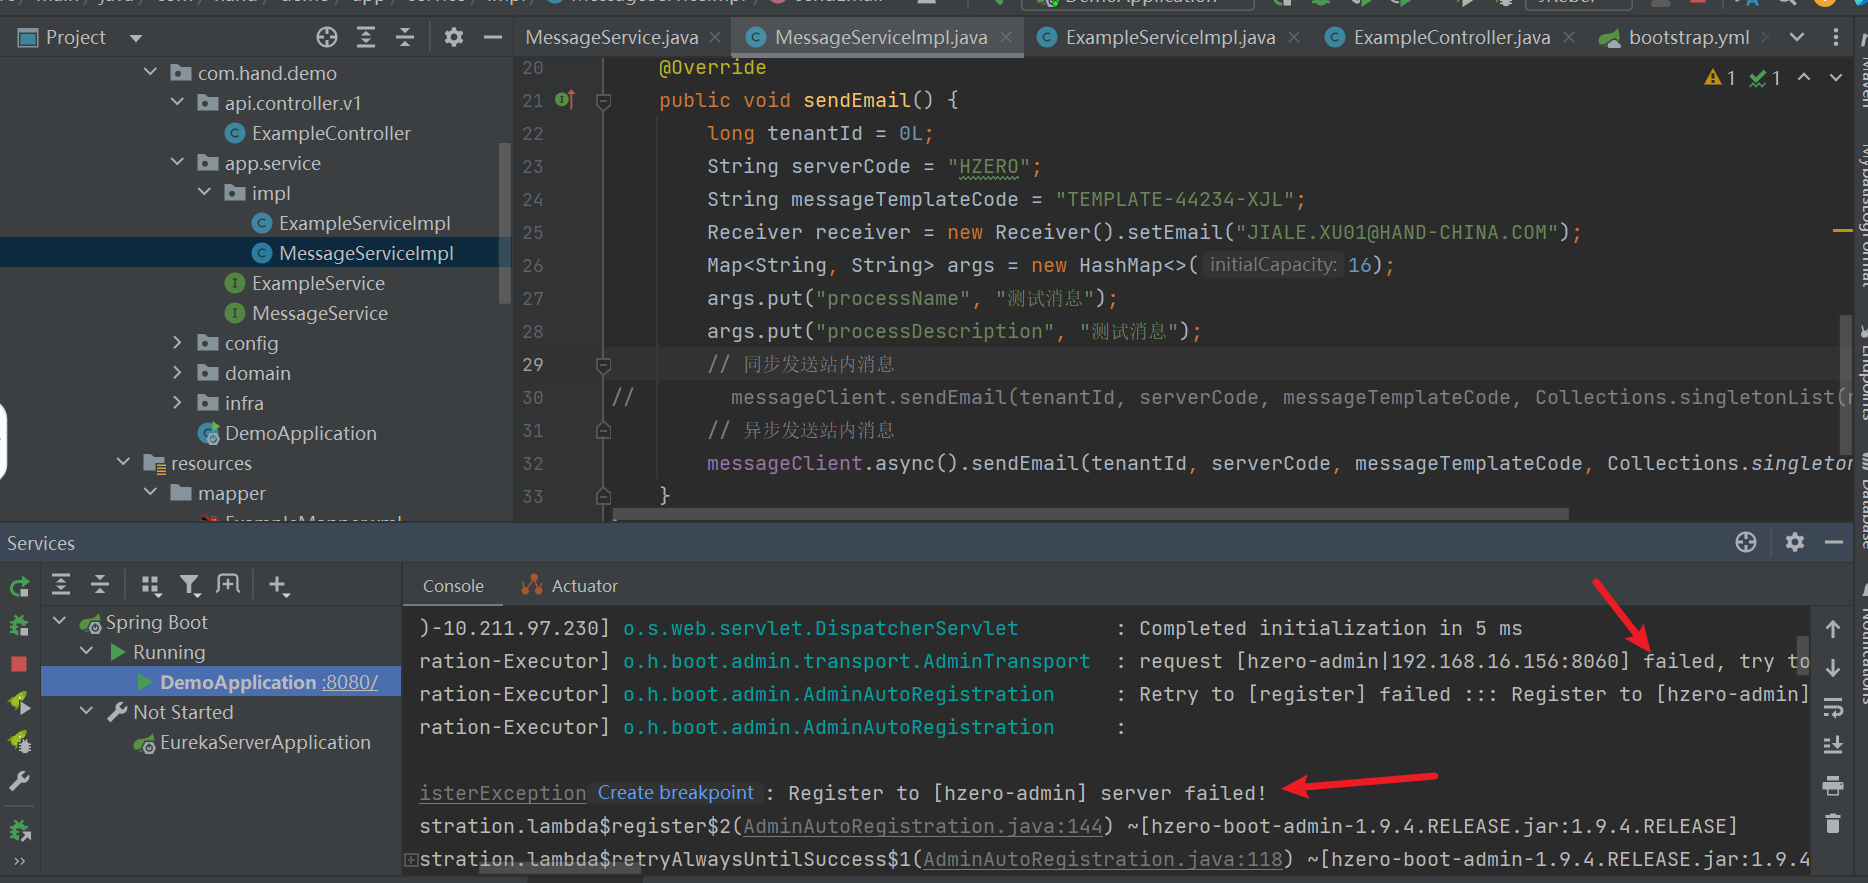 Project
MessageService.java
MessageServiceImpl.java
ExampleServiceImpl.java
ExampleController.java
bootstrap.yml
com.hand.demo
api.controller.v1
ExampleController
app.service
impl
ExampleServiceImpl
MessageServiceImpl
ExampleService
MessageService
config
domain
infra
DemoApplication
resources
mapper
1 1
20 @Override
21 public void sendEmail() {
22 long tenantId = 0L;
23 String serverCode = "HZERO";
24 String messageTemplateCode = "TEMPLATE-44234-XJL";
25 Receiver receiver = new Receiver().setEmail("JIALE.XU01@HAND-CHINA.COM");
26 Map<String, String> args = new HashMap<>( initialCapacity: 16);
27 args.put("processName", "测试消息");
28 args.put("processDescription", "测试消息");
29 // 同步发送站内消息
30 // messageClient.sendEmail(tenantId, serverCode, messageTemplateCode, Collections.singletonList(
31 // 异步发送站内消息
32 messageClient.async().sendEmail(tenantId, serverCode, messageTemplateCode, Collections.singleton
33 }
Maven
Endpoints
Database
Notifications
Services
Spring Boot
Running
DemoApplication :8080/
Not Started
EurekaServerApplication
Console
Actuator
)-10.211.97.230] o.s.web.servlet.DispatcherServlet : Completed initialization in 5 ms
ration-Executor] o.h.boot.admin.transport.AdminTransport : request [hzero-admin|192.168.16.156:8060] failed, try to
ration-Executor] o.h.boot.admin.AdminAutoRegistration : Retry to [register] failed ::: Register to [hzero-admin]
ration-Executor] o.h.boot.admin.AdminAutoRegistration :
isterException Create breakpoint : Register to [hzero-admin] server failed!
stration.lambda$register$2(AdminAutoRegistration.java:144) ~[hzero-boot-admin-1.9.4.RELEASE.jar:1.9.4.RELEASE]
stration.lambda$retryAlwaysUntilSuccess$1(AdminAutoRegistration.java:118) ~[hzero-boot-admin-1.9.4.RELEASE.jar:1.9.4